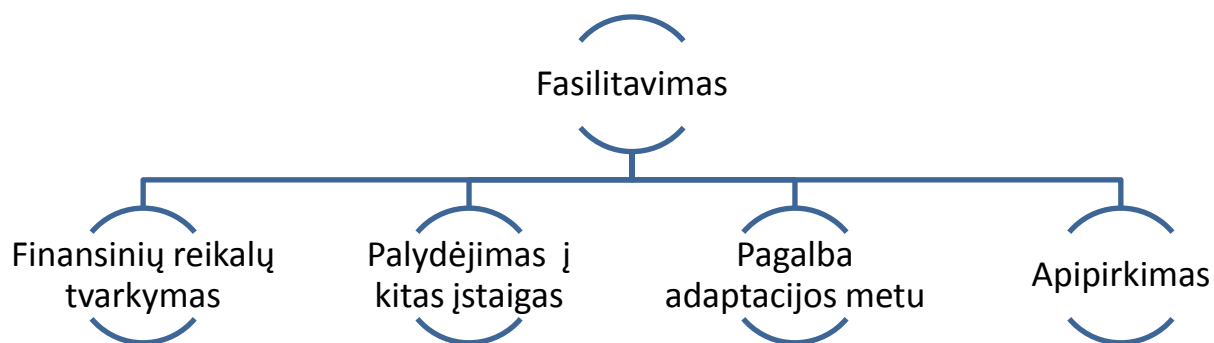 Fasilitavimas
Finansinių reikalų
tvarkymas
Palydėjimas į
kitas įstaigas
Pagalba
adaptacijos metu
Apipirkimas